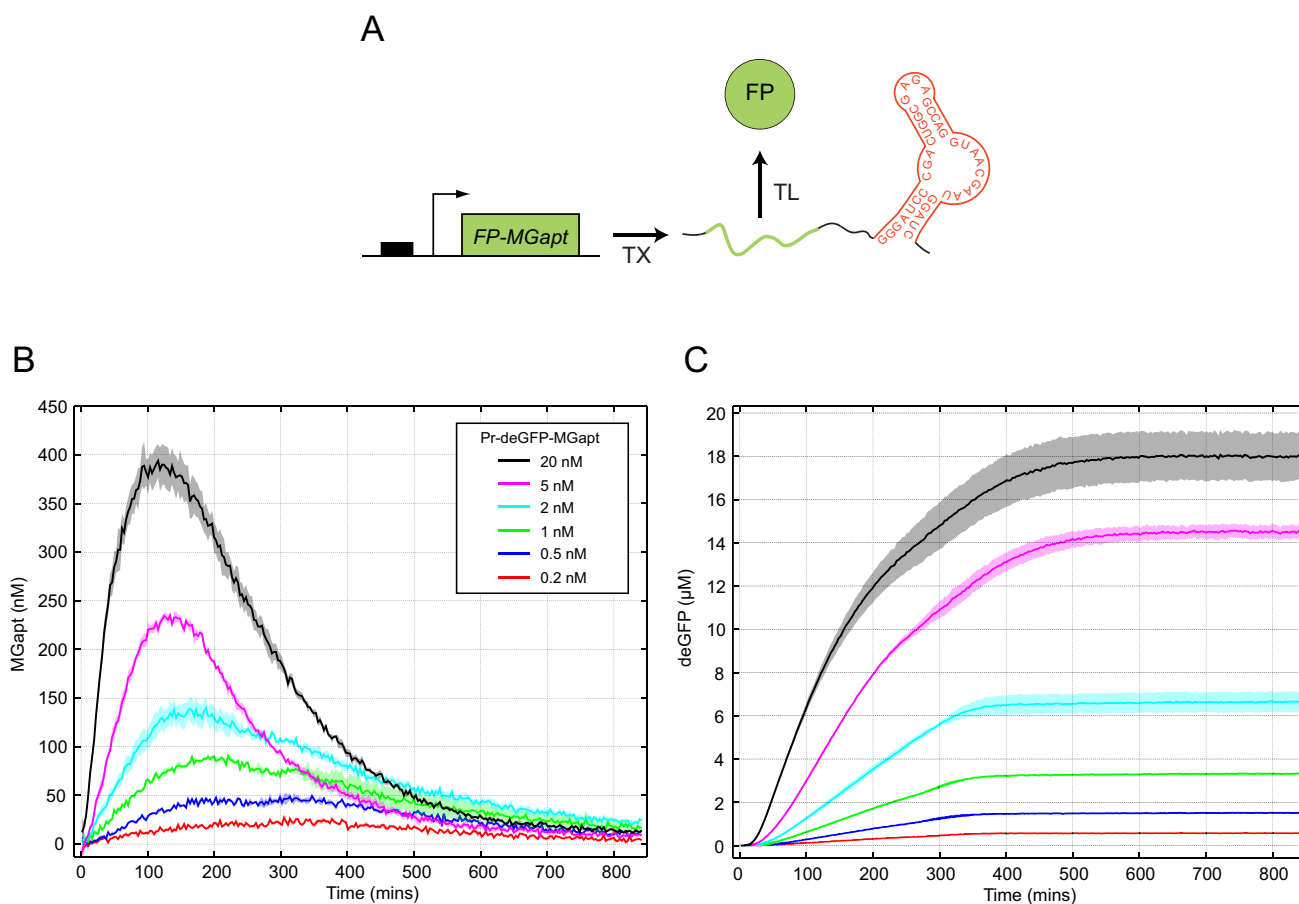 A
FP
GGGAUCCCGACUGGCGAGAGCCAGGUAACGAAUGGAUC
TL
FP-MGapt
TX
B
MGapt (nM)
450
400
350
300
250
200
150
100
50
0
0 100 200 300 400 500 600 700 800
Time (mins)
Pr-deGFP-MGapt
20 nM
5 nM
2 nM
1 nM
0.5 nM
0.2 nM
C
deGFP (μM)
20
18
16
14
12
10
8
6
4
2
0
0 100 200 300 400 500 600 700 800
Time (mins)